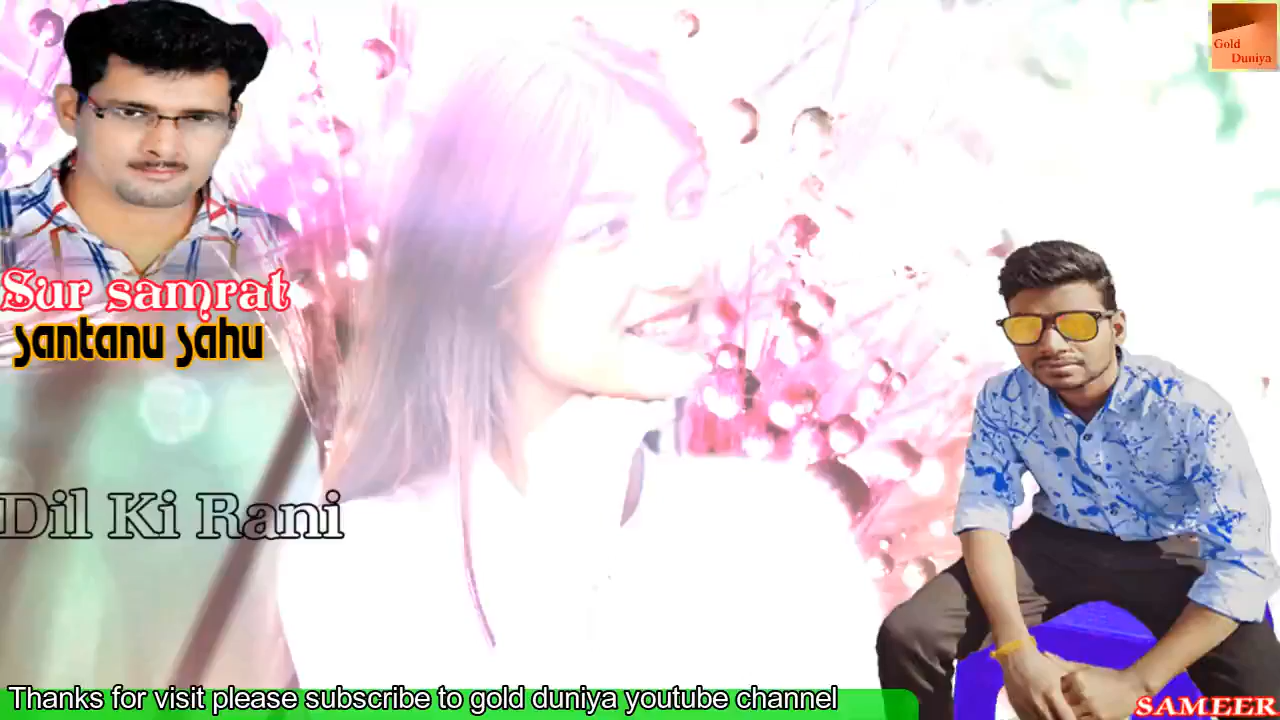 Gold
Duniya
Sur samrat
santanu sahu
Dil Ki Rani
Thanks for visit please subscribe to gold duniya youtube channel
SAMEER